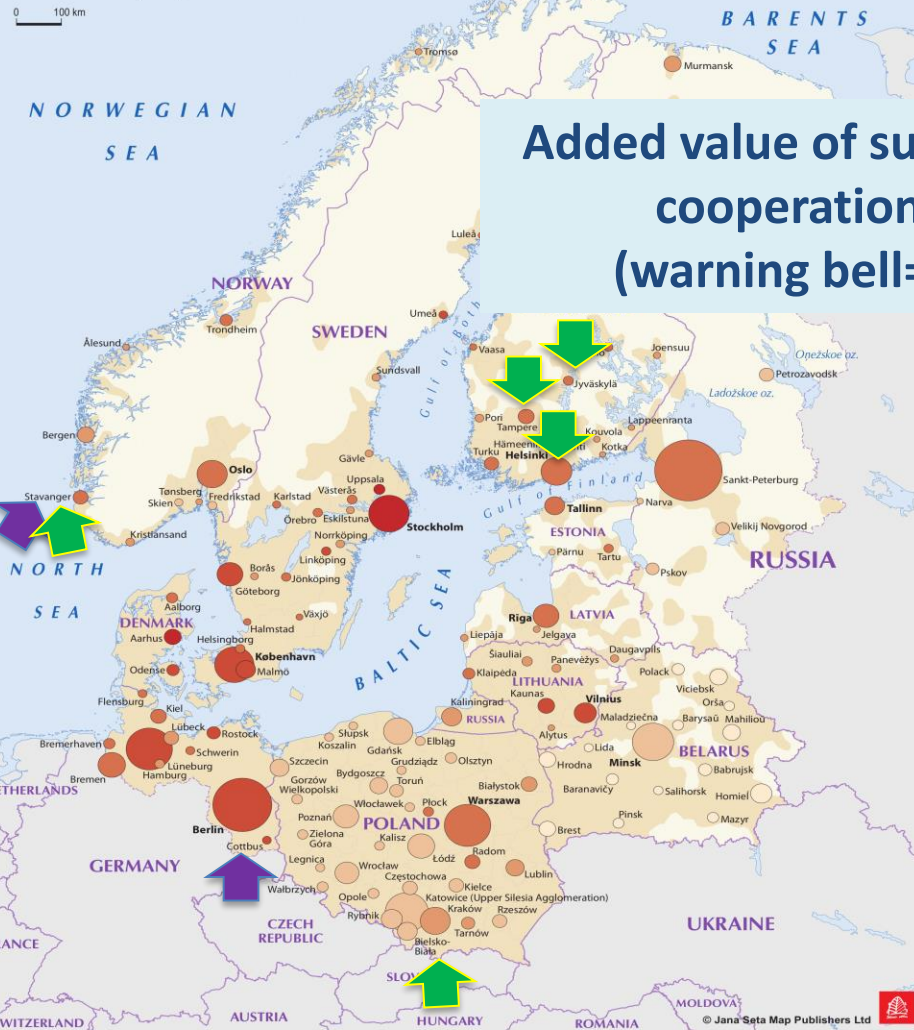 0 100 km
BARENTS
SEA
Tromsø
Murmansk
NORWEGIAN
SEA
Added value of su
cooperation
(warning bell=
Luleå
NORWAY
Umeå
Trondheim
SWEDEN
Gulf of Both
Ålesund
Vaasa
Joensuu
Onežskoe oz.
Petrozavodsk
Sundsvall
Jyväskylä
Ladožskoe oz.
Pori
Tampere
Lappeenranta
Bergen
Kouvola
Hämeenli
Kotka
Gävle
Turku
Helsinki
Oslo
Uppsala
Sankt-Peterburg
Stavanger
Tønsberg
Fredrikstad
Karlstad
Västerås
Gulf of Finland
Narva
Skien
Örebro
Eskilstuna
Stockholm
Tallinn
Velikij Novgorod
Kristiansand
Norrköping
ESTONIA
Linköping
Pärnu
Tartu
RUSSIA
NORTH
SEA
Borås
Jönköping
Pskov
Göteborg
Aalborg
BALTIC SEA
DENMARK
Växjö
Riga
LATVIA
Aarhus
Halmstad
Liepāja
Jelgava
Helsingborg
København
Šiauliai
Panevėžys
Daugavpils
Odense
Malmö
Klaipėda
LITHUANIA
Polack
Kaunas
Viciebsk
Flensburg
Kaliningrad
Vilnius
Orša
Kiel
RUSSIA
Maladziečna
Barysaŭ
Mahilioŭ
Lübeck
Rostock
Słupsk
Alytus
Bremerhaven
Koszalin
Gdańsk
Elbląg
Lida
Minsk
BELARUS
Schwerin
Szczecin
Grudziądz
Olsztyn
Hrodna
Babrujsk
Bremen
Lüneburg
Hamburg
Gorzów
Wielkopolski
Bydgoszcz
Toruń
Białystok
Baranavičy
Salihorsk
Homiel
ETHERLANDS
Włocławek
Płock
Warszawa
Pinsk
Mazyr
Poznań
POLAND
Brest
Berlin
Zielona
Góra
Kalisz
Cottbus
Łódź
Radom
GERMANY
Legnica
Wrocław
Lublin
Częstochowa
Wałbrzych
Kielce
Opole
Katowice (Upper Silesia Agglomeration)
Rybnik
Kraków
Rzeszów
CZECH
REPUBLIC
Tarnów
UKRAINE
Bielsko-
Biała
ANCE
SLO
MOLDOVA
WITZERLAND
AUSTRIA
HUNGARY
ROMANIA
© Jana Seta Map Publishers Ltd